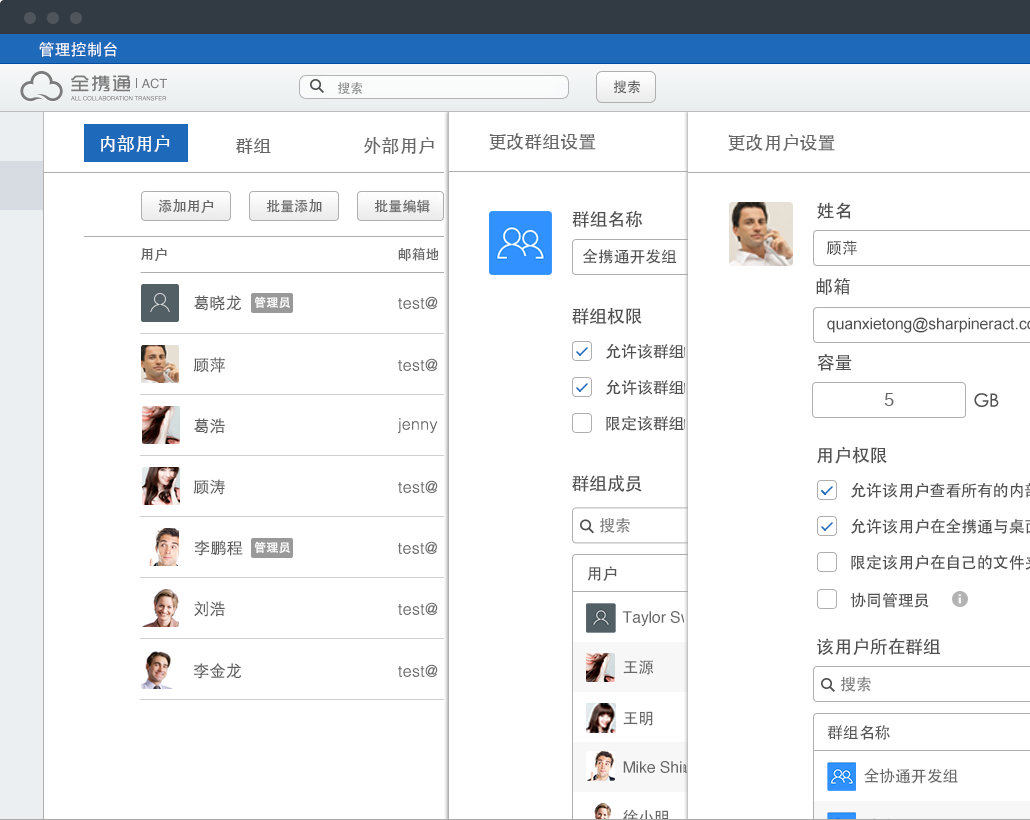 管理控制台
全携通 | ACT
ALL COLLABORATION TRANSFER
搜索
搜索
内部用户
群组
外部用户
添加用户
批量添加
批量编辑
用户
邮箱地
葛晓龙
管理员
test@
顾萍
test@
葛浩
jenny
顾涛
test@
李鹏程
管理员
test@
刘浩
test@
李金龙
test@
更改群组设置
群组名称
全携通开发组
群组权限
允许该群组
允许该群组
限定该群组
群组成员
搜索
用户
Taylor Sw
王源
王明
Mike Shi
徐小明
更改用户设置
姓名
顾萍
邮箱
quanxietong@sharpineract.co
容量
5
GB
用户权限
允许该用户查看所有的内部
允许该用户在全携通与桌面
限定该用户在自己的文件夹
协同管理员
该用户所在群组
搜索
群组名称
全协通开发组